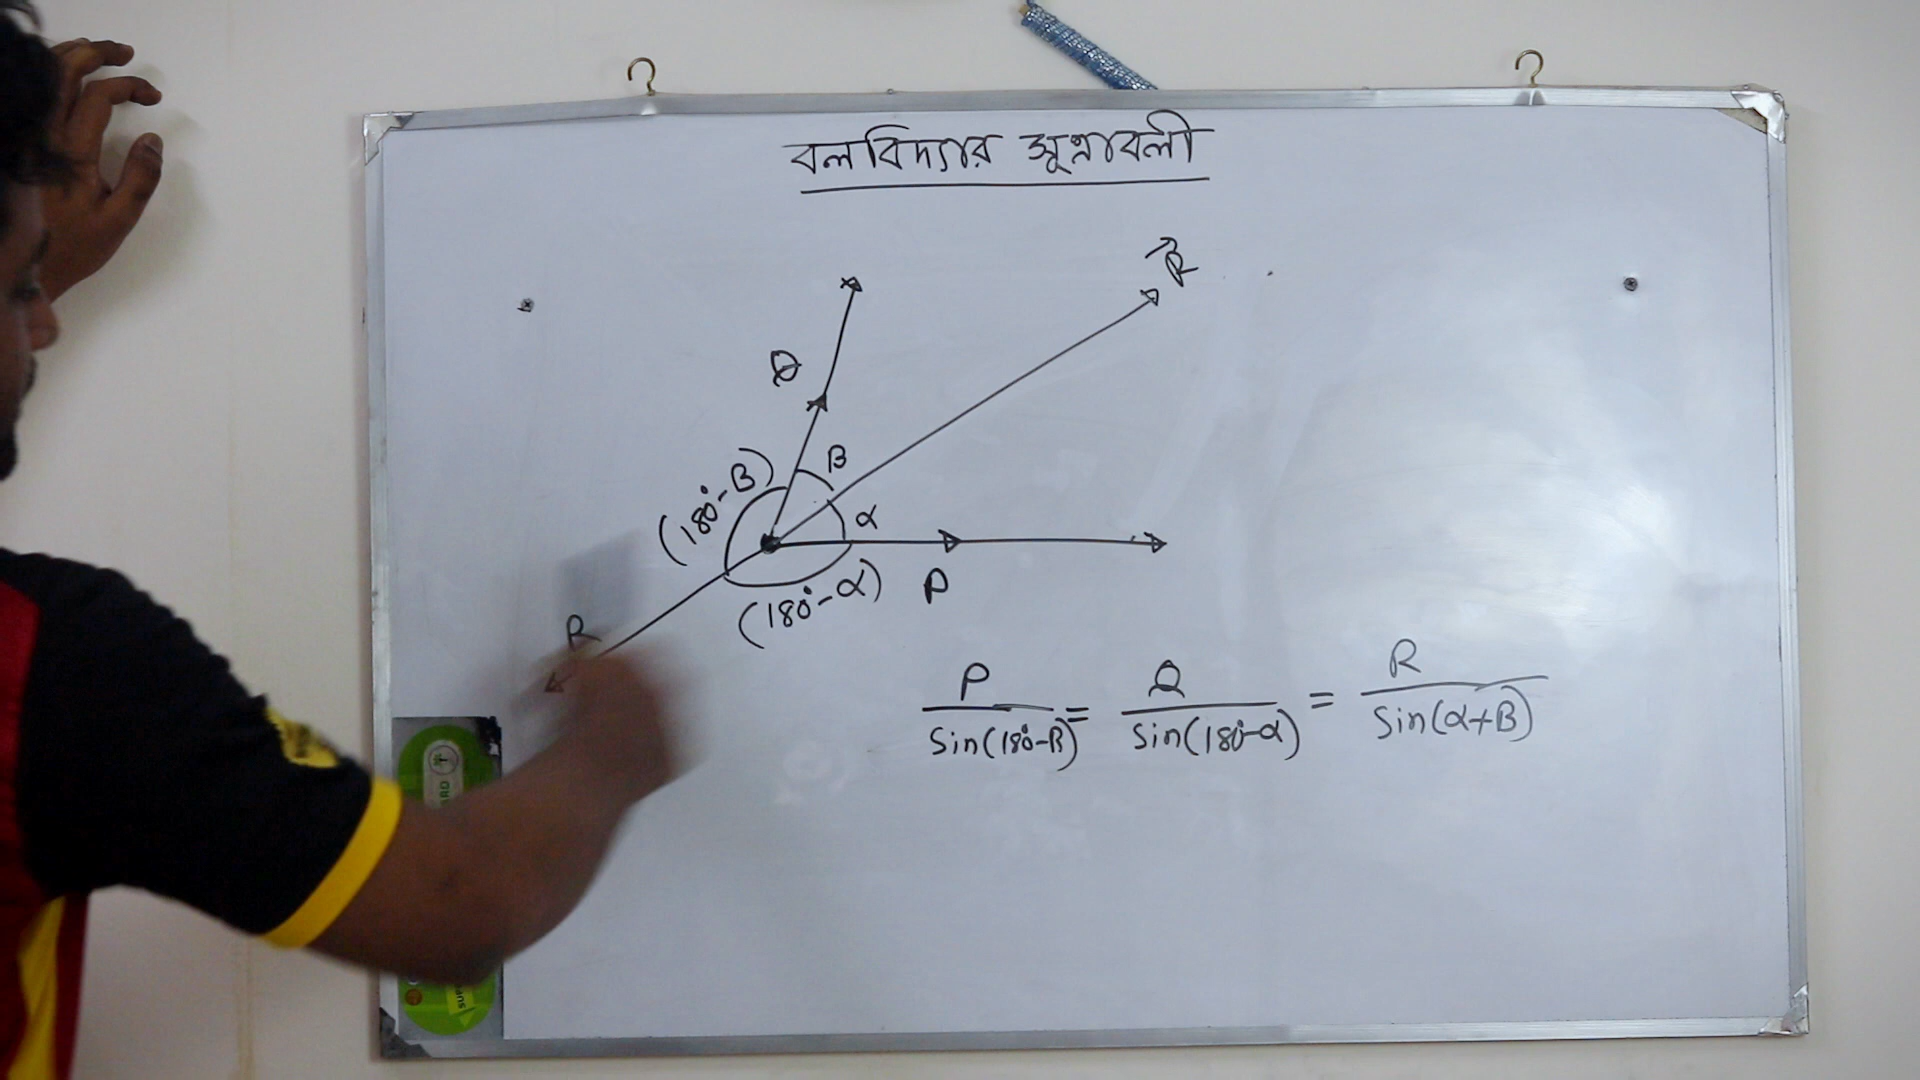 বলবিদ্যার সূত্রাবলী
R
Q
β
(180°-β)
α
P
(180°-α)
R
P/Sin(180°-β) = Q/Sin(180°-α) = R/Sin(α+β)